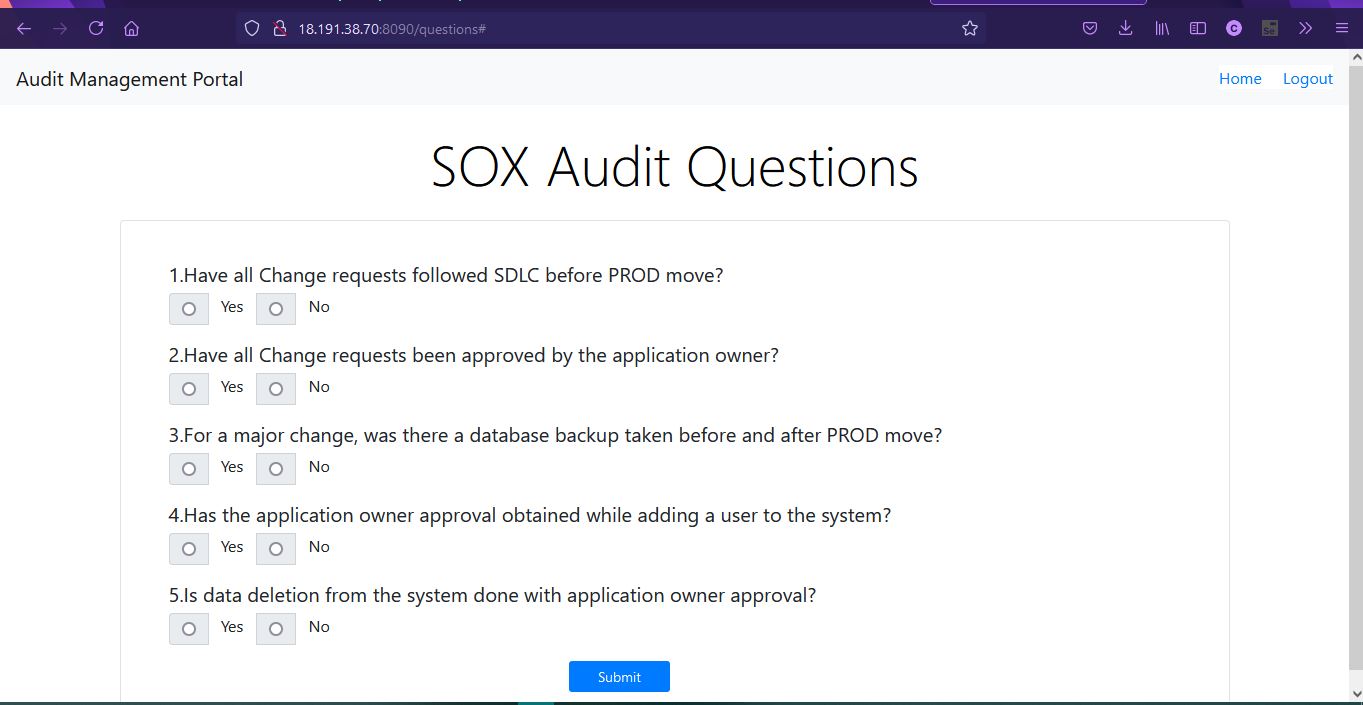 18.191.38.70:8090/questions#
Audit Management Portal
Home Logout
SOX Audit Questions
1.Have all Change requests followed SDLC before PROD move?
Yes No
2.Have all Change requests been approved by the application owner?
Yes No
3.For a major change, was there a database backup taken before and after PROD move?
Yes No
4.Has the application owner approval obtained while adding a user to the system?
Yes No
5.Is data deletion from the system done with application owner approval?
Yes No
Submit